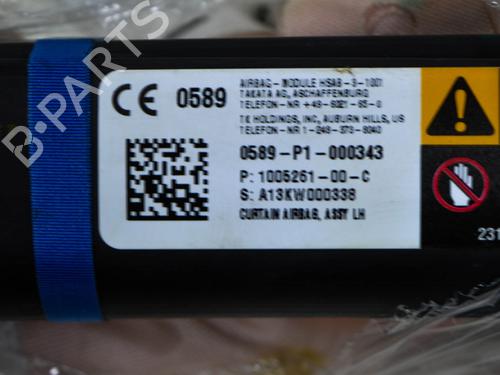 CE 0589
AIRBAG-MODULE HSAB-3-1001
TAKATA AG, ASCHAFFENBURG
TELEFON-NR +49-6021-65-0
TK HOLDINGS, INC, AUBURN HILLS, US
TELEFON-NR 1-248-373-8040
0589-P1-000343
P: 1005261-00-C
S: A13KW000338
CURTAIN AIRBAG, ASSY LH
231
B-PARTS